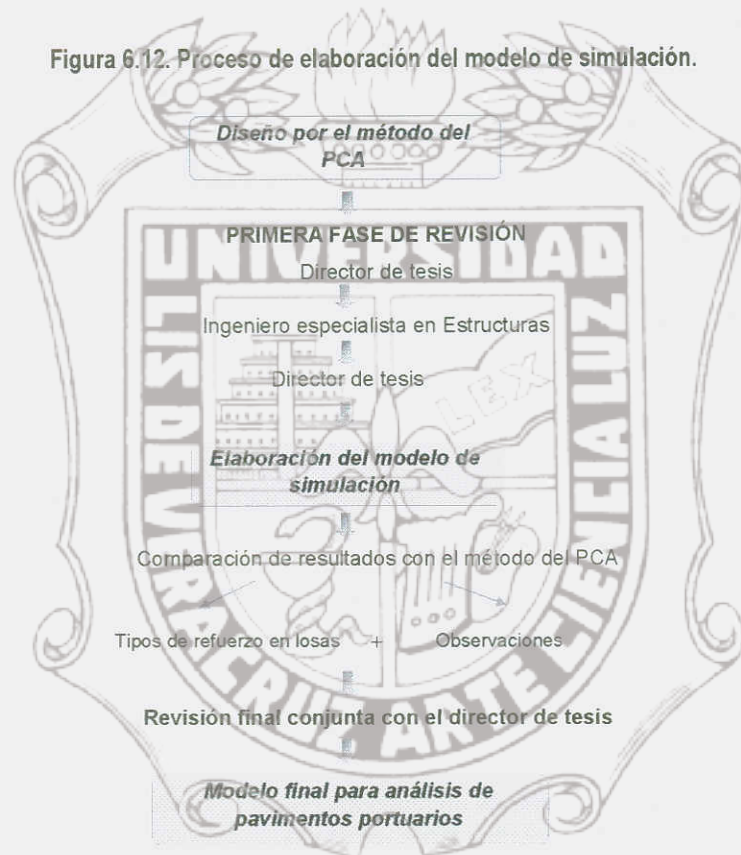 Figura 6.12. Proceso de elaboración del modelo de simulación.
Diseño por el método del
PCA
PRIMERA FASE DE REVISIÓN
Director de tesis
Ingeniero especialista en Estructuras
Director de tesis
Elaboración del modelo de
simulación
Comparación de resultados con el método del PCA
Tipos de refuerzo en losas + Observaciones
Revisión final conjunta con el director de tesis
Modelo final para análisis de
pavimentos portuarios
UNIVERSIDAD
LIS DE VERACRUZ ARTE CIENCIA LUZ
LEX